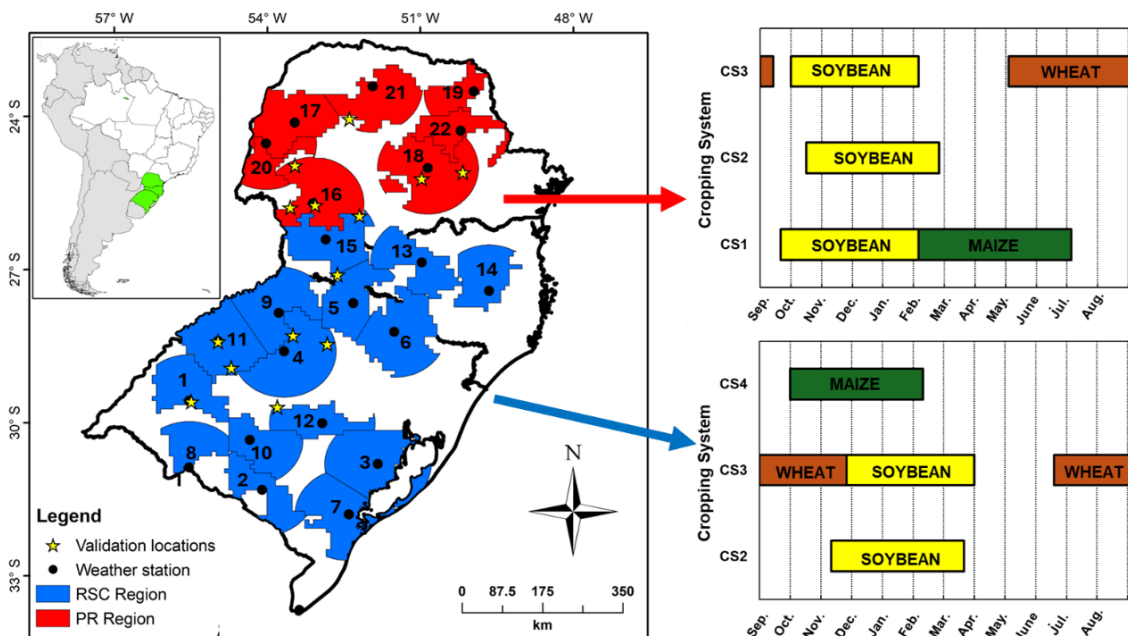 57° W
54° W
51° W
48° W
24° S
27° S
30° S
33° S
21
19
17
22
20
18
16
15
13
14
9
5
6
11
4
1
12
8
10
3
2
7
N
Legend
Validation locations
Weather station
RSC Region
PR Region
0 87.5 175 350
km
Cropping System
CS3
SOYBEAN
WHEAT
CS2
SOYBEAN
CS1
SOYBEAN
MAIZE
Sep. Oct. Nov. Dec. Jan. Feb. Mar. Apr. May. June Jul. Aug.
Cropping System
CS4
MAIZE
CS3
WHEAT
SOYBEAN
WHEAT
CS2
SOYBEAN
Sep. Oct. Nov. Dec. Jan. Feb. Mar. Apr. May. June Jul. Aug.